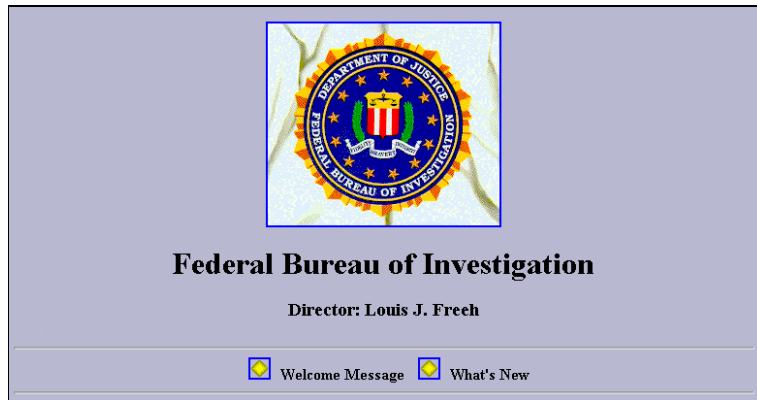 DEPARTMENT OF JUSTICE
FEDERAL BUREAU OF INVESTIGATION
FIDELITY BRAVERY INTEGRITY
Federal Bureau of Investigation
Director: Louis J. Freeh
Welcome Message What's New